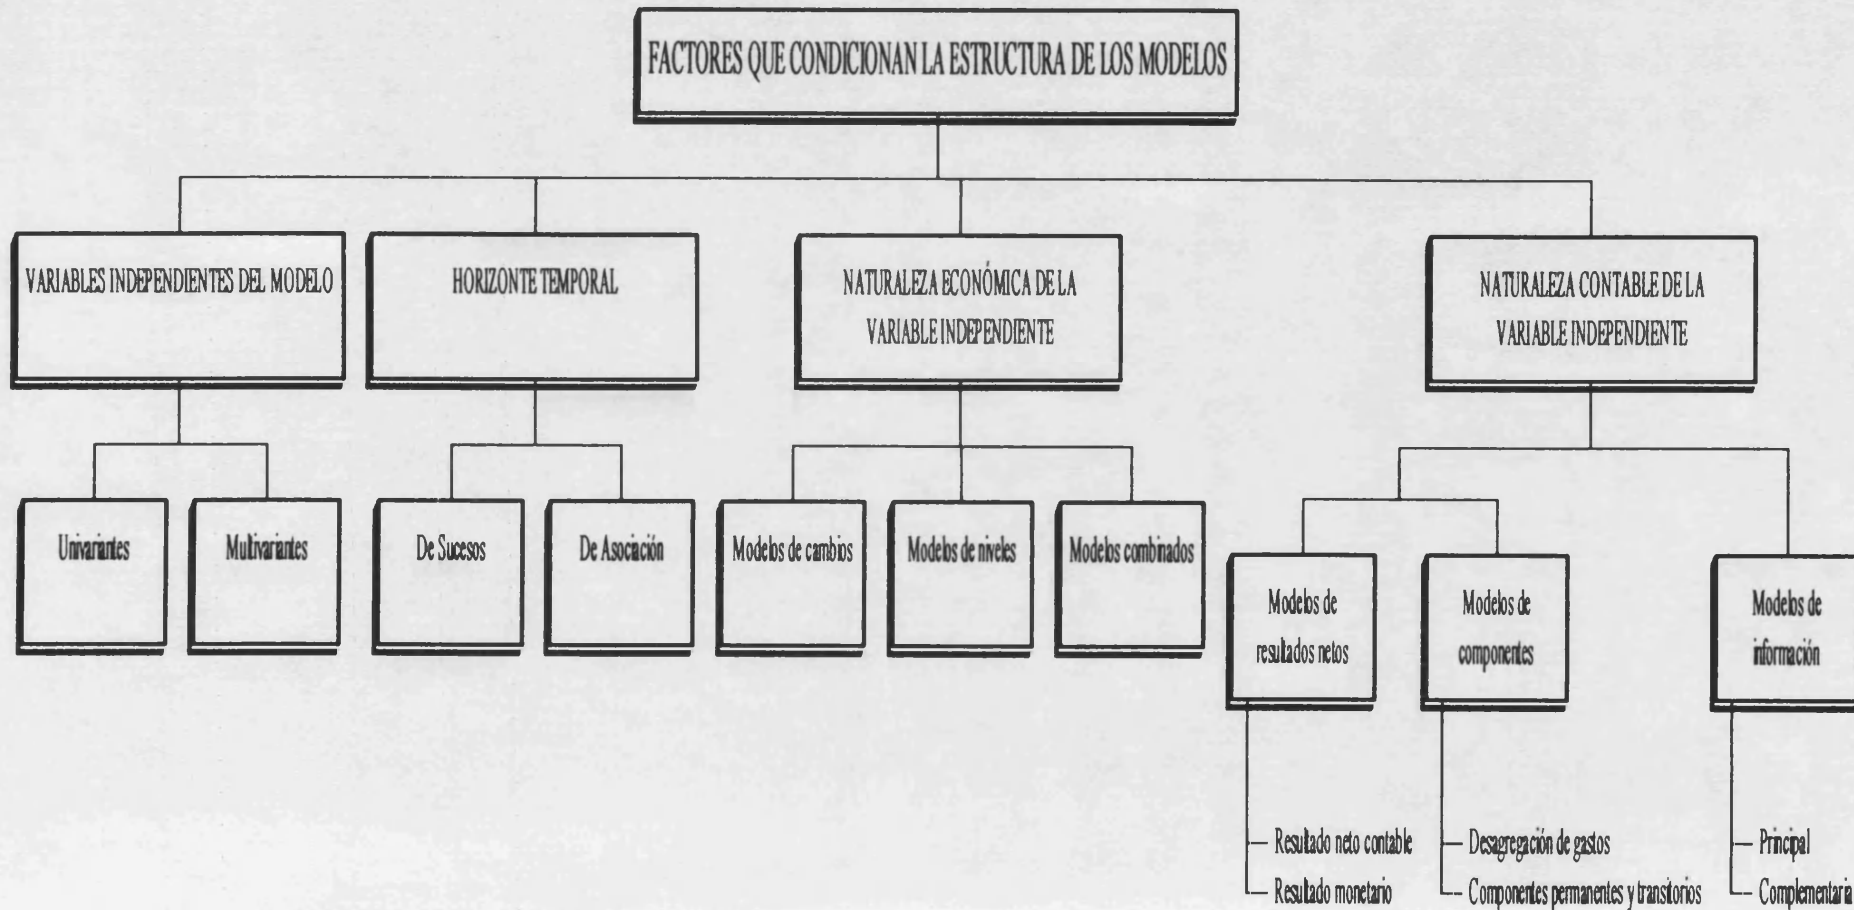 FACTORES QUE CONDICIONAN LA ESTRUCTURA DE LOS MODELOS
VARIABLES INDEPENDIENTES DEL MODELO
HORIZONTE TEMPORAL
NATURALEZA ECONÓMICA DE LA
VARIABLE INDEPENDIENTE
NATURALEZA CONTABLE DE LA
VARIABLE INDEPENDIENTE
Univariantes
Multivariantes
De Sucesos
De Asociación
Modelos de cambios
Modelos de niveles
Modelos combinados
Modelos de
resultados netos
Modelos de
componentes
Modelos de
información
Resultado neto contable
Resultado monetario
Desagregación de gastos
Componentes permanentes y transitorios
Principal
Complementaria